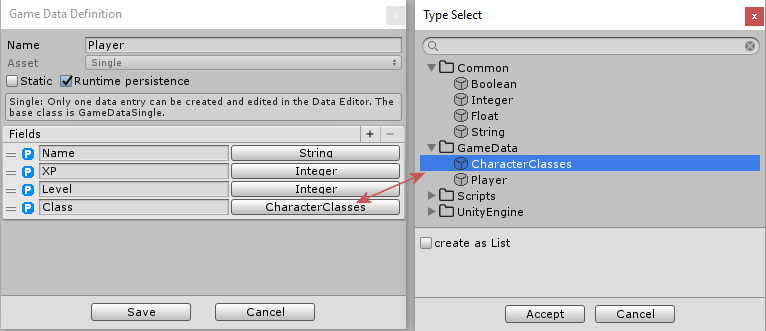 Game Data Definition
x
Name Player
Asset Single
Static Runtime persistence
Single: Only one data entry can be created and edited in the Data Editor. The
base class is GameDataSingle.
Fields + −
P Name String
P XP Integer
P Level Integer
P Class CharacterClasses
Save Cancel
Type Select
x
Common
Boolean
Integer
Float
String
GameData
CharacterClasses
Player
Scripts
UnityEngine
create as List
Accept Cancel